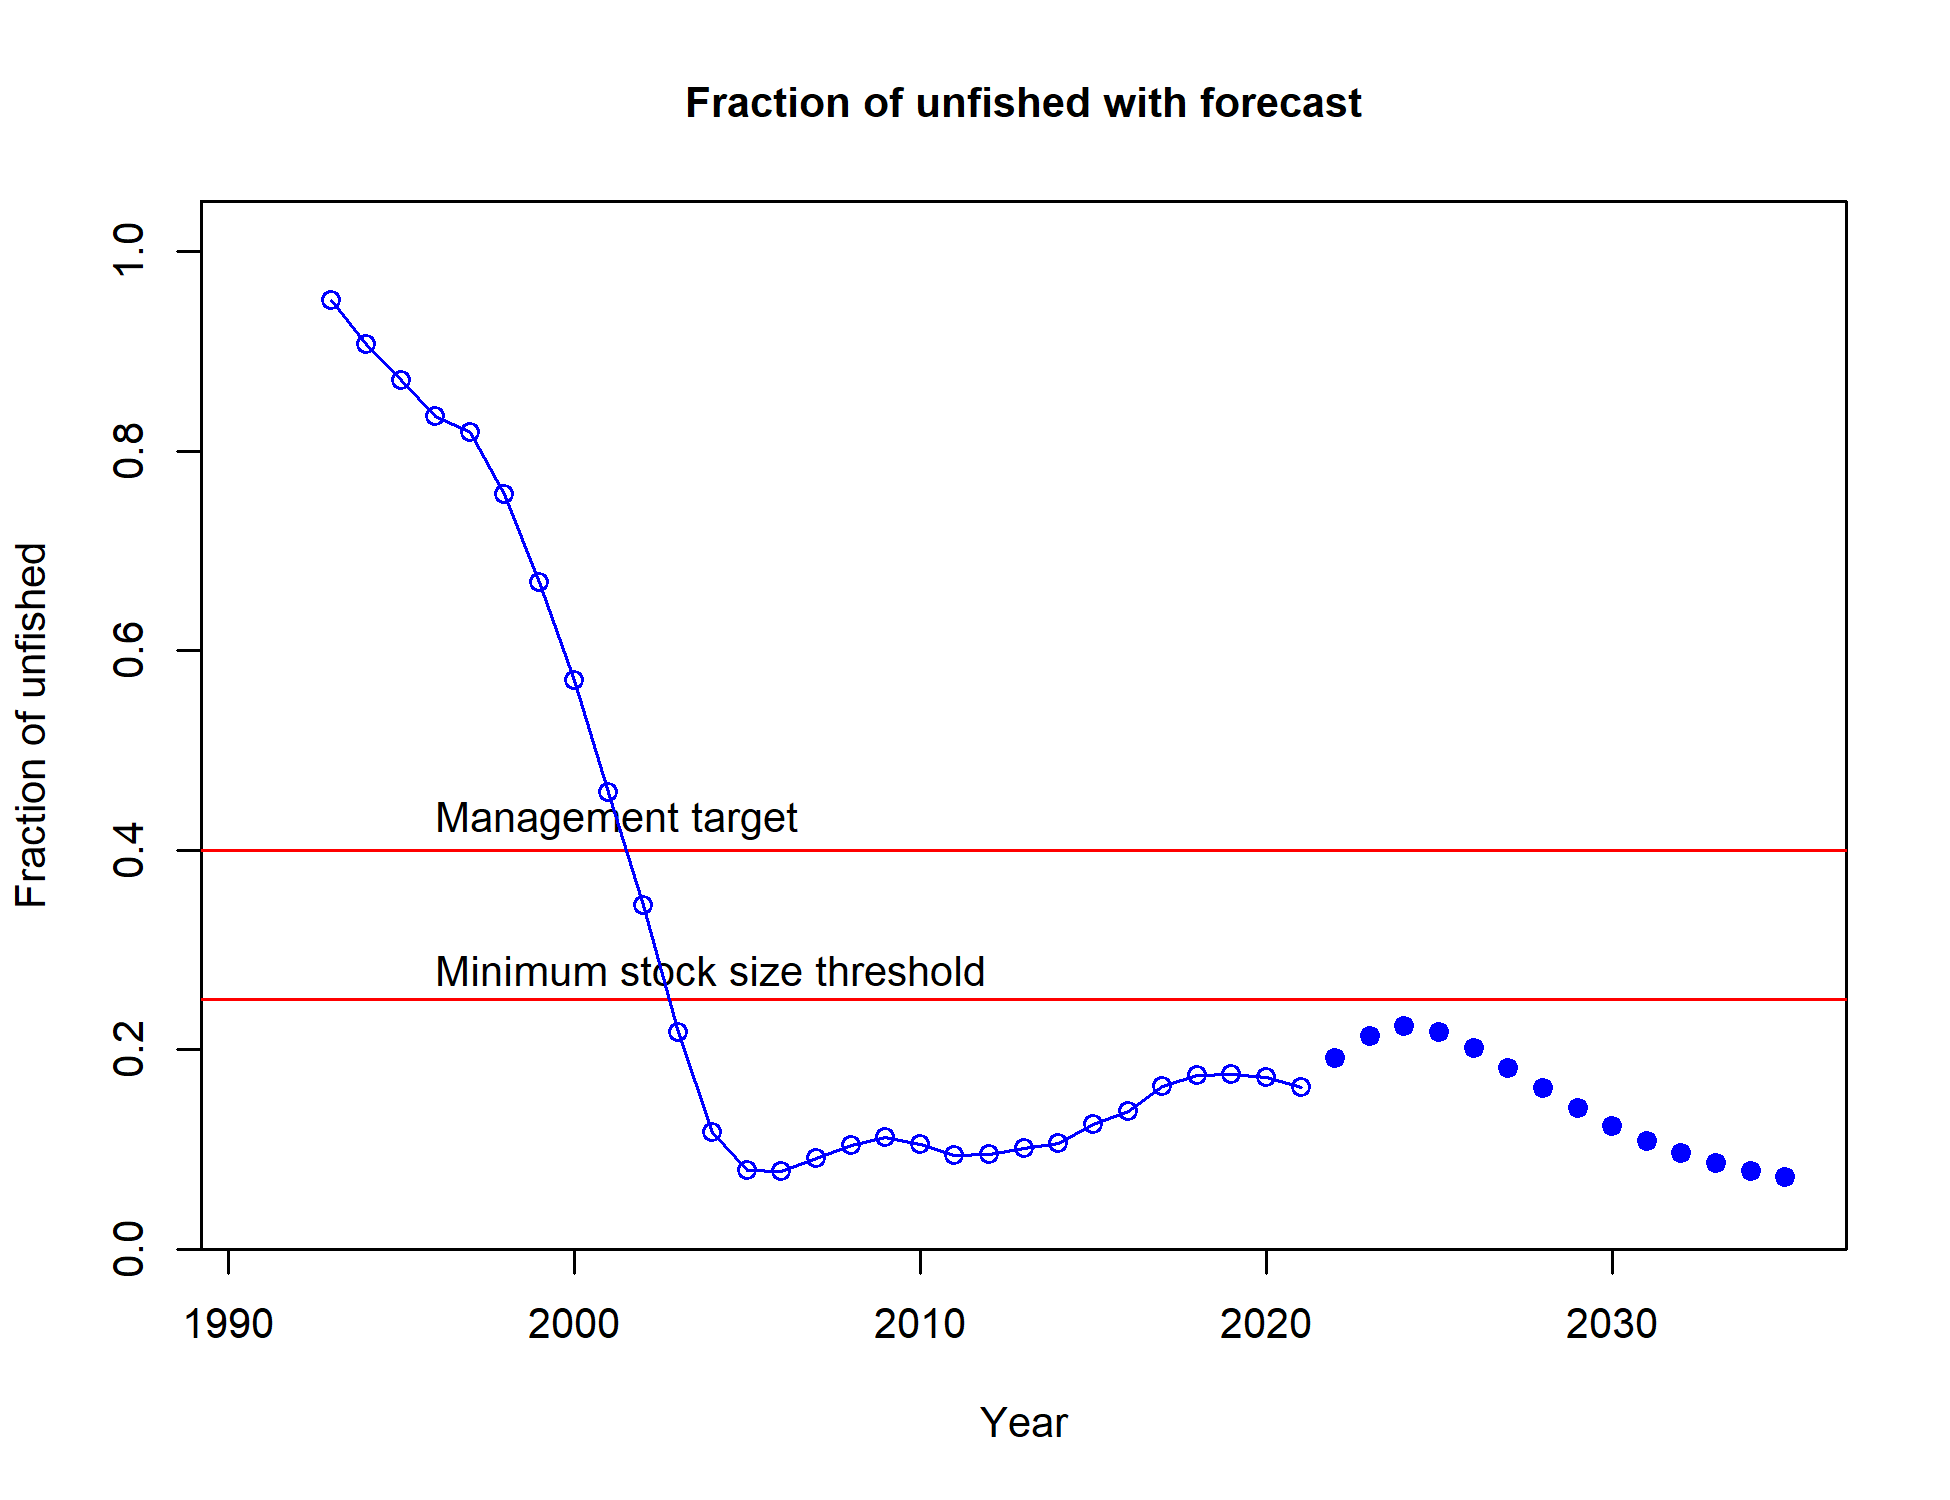 Fraction of unfished with forecast
Fraction of unfished
1.0
0.8
0.6
0.4
0.2
0.0
Management target
Minimum stock size threshold
1990 2000 2010 2020 2030
Year